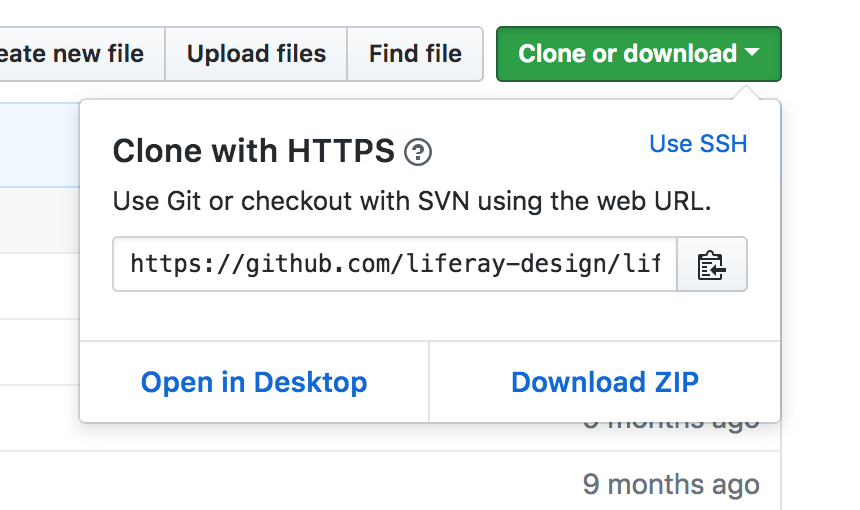 eate new file Upload files Find file Clone or download
Clone with HTTPS ?
Use SSH
Use Git or checkout with SVN using the web URL.
https://github.com/liferay-design/lif
Open in Desktop Download ZIP
months ago
9 months ago